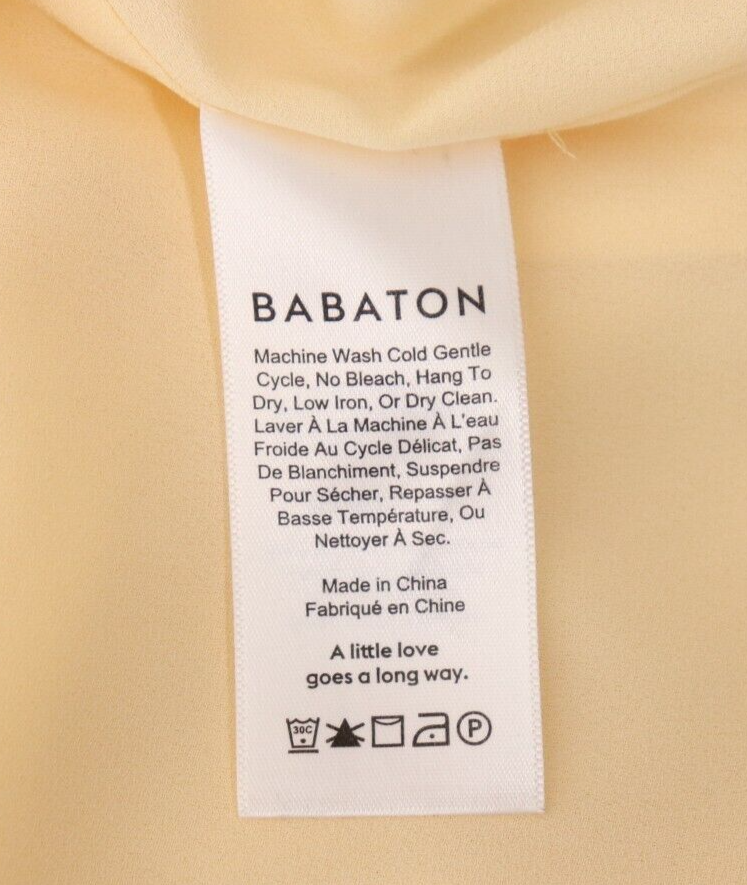 BABATON
Machine Wash Cold Gentle
Cycle, No Bleach, Hang To
Dry, Low Iron, Or Dry Clean.
Laver À La Machine À L'eau
Froide Au Cycle Délicat, Pas
De Blanchiment, Suspendre
Pour Sécher, Repasser À
Basse Température, Ou
Nettoyer À Sec.
Made in China
Fabriqué en Chine
A little love
goes a long way.
30C P